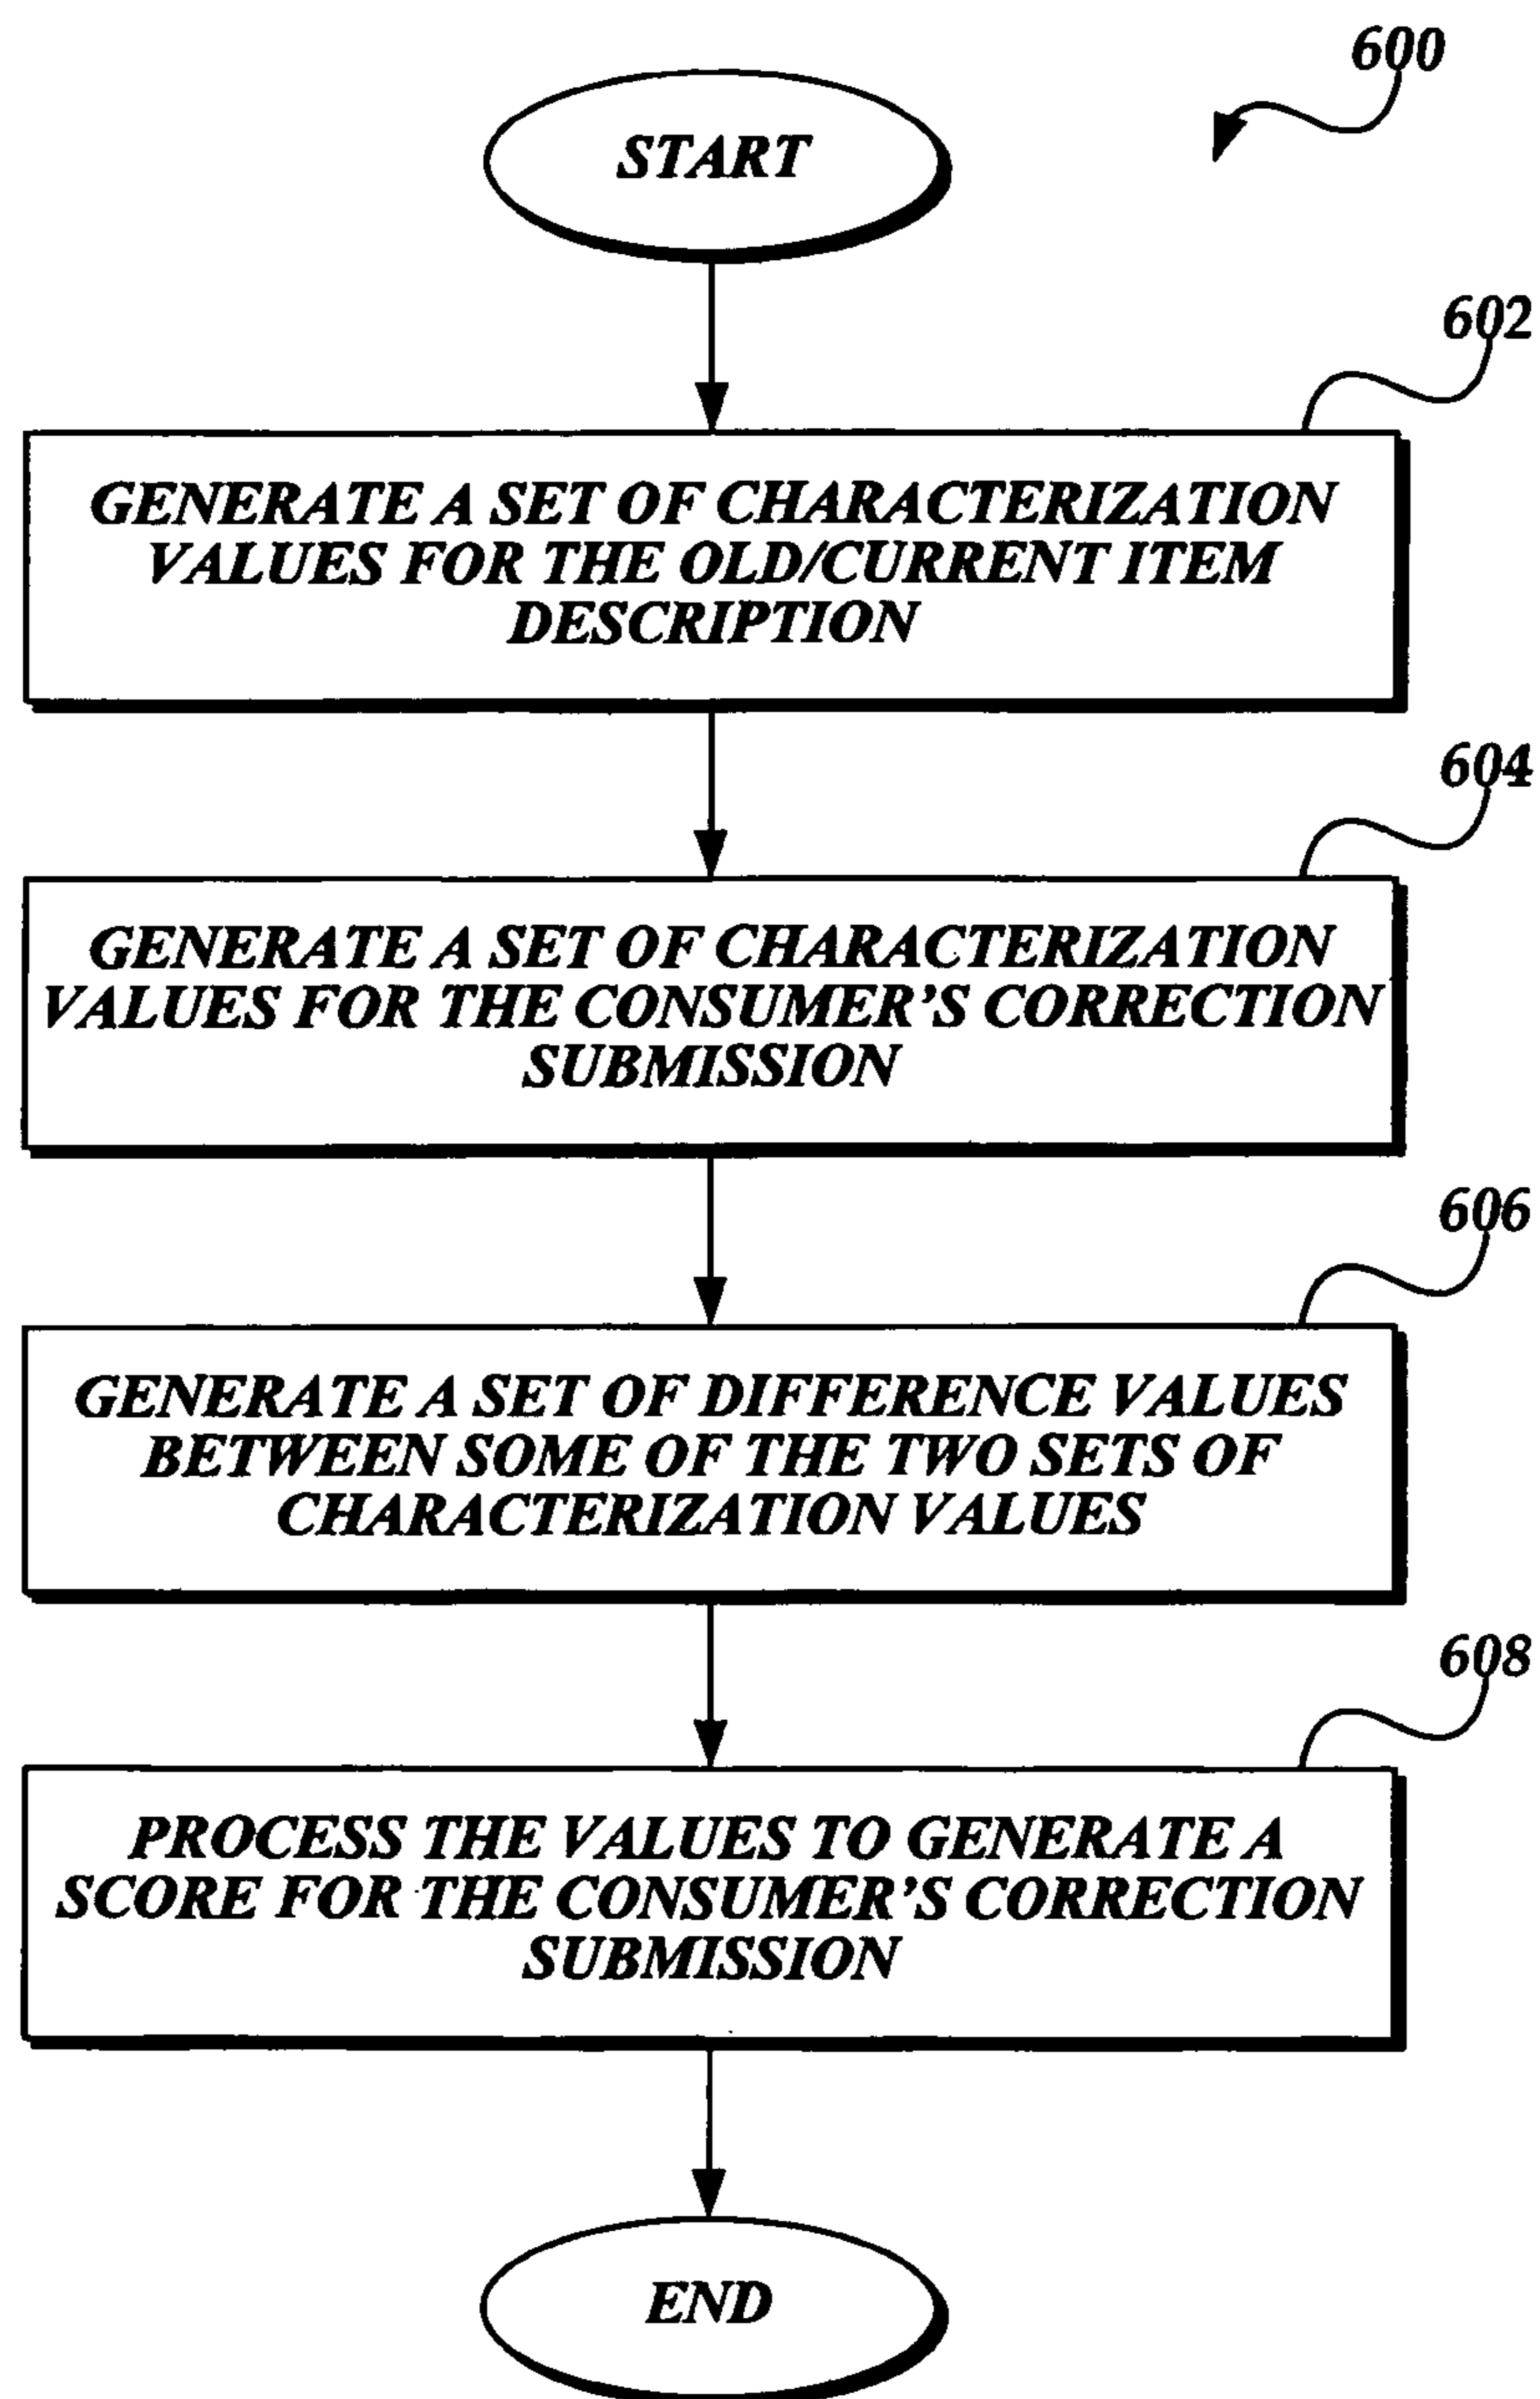 600
START
602
GENERATE A SET OF CHARACTERIZATION
VALUES FOR THE OLD/CURRENT ITEM
DESCRIPTION
604
GENERATE A SET OF CHARACTERIZATION
VALUES FOR THE CONSUMER'S CORRECTION
SUBMISSION
606
GENERATE A SET OF DIFFERENCE VALUES
BETWEEN SOME OF THE TWO SETS OF
CHARACTERIZATION VALUES
608
PROCESS THE VALUES TO GENERATE A
SCORE FOR THE CONSUMER'S CORRECTION
SUBMISSION
END